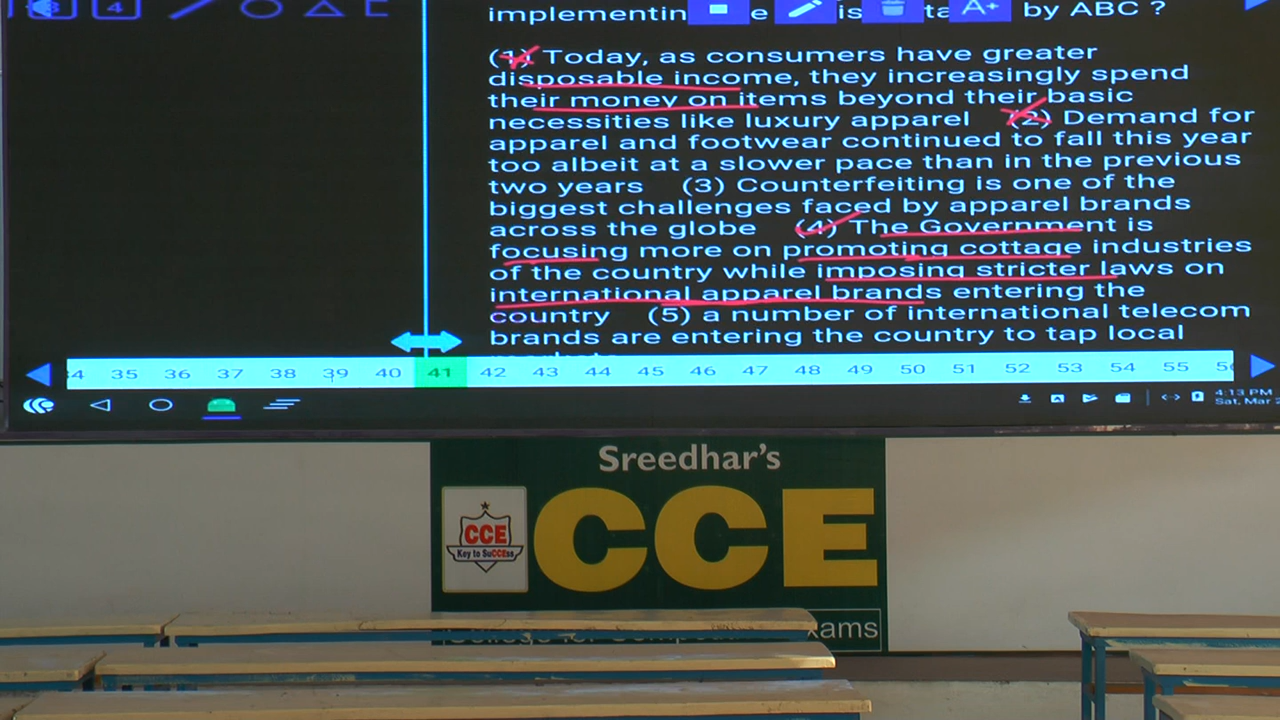 4
implementin e is ta A+ by ABC ?
(1) Today, as consumers have greater
disposable income, they increasingly spend
their money on items beyond their basic
necessities like luxury apparel (2) Demand for
apparel and footwear continued to fall this year
too albeit at a slower pace than in the previous
two years (3) Counterfeiting is one of the
biggest challenges faced by apparel brands
across the globe (4) The Government is
focusing more on promoting cottage industries
of the country while imposing stricter laws on
international apparel brands entering the
country (5) a number of international telecom
brands are entering the country to tap local
34 35 36 37 38 39 40 41 42 43 44 45 46 47 48 49 50 51 52 53 54 55
4:13 PM
Sat, Mar
Sreedhar's
CCE
CCE
Key to SuCCEss
College for Compet xams